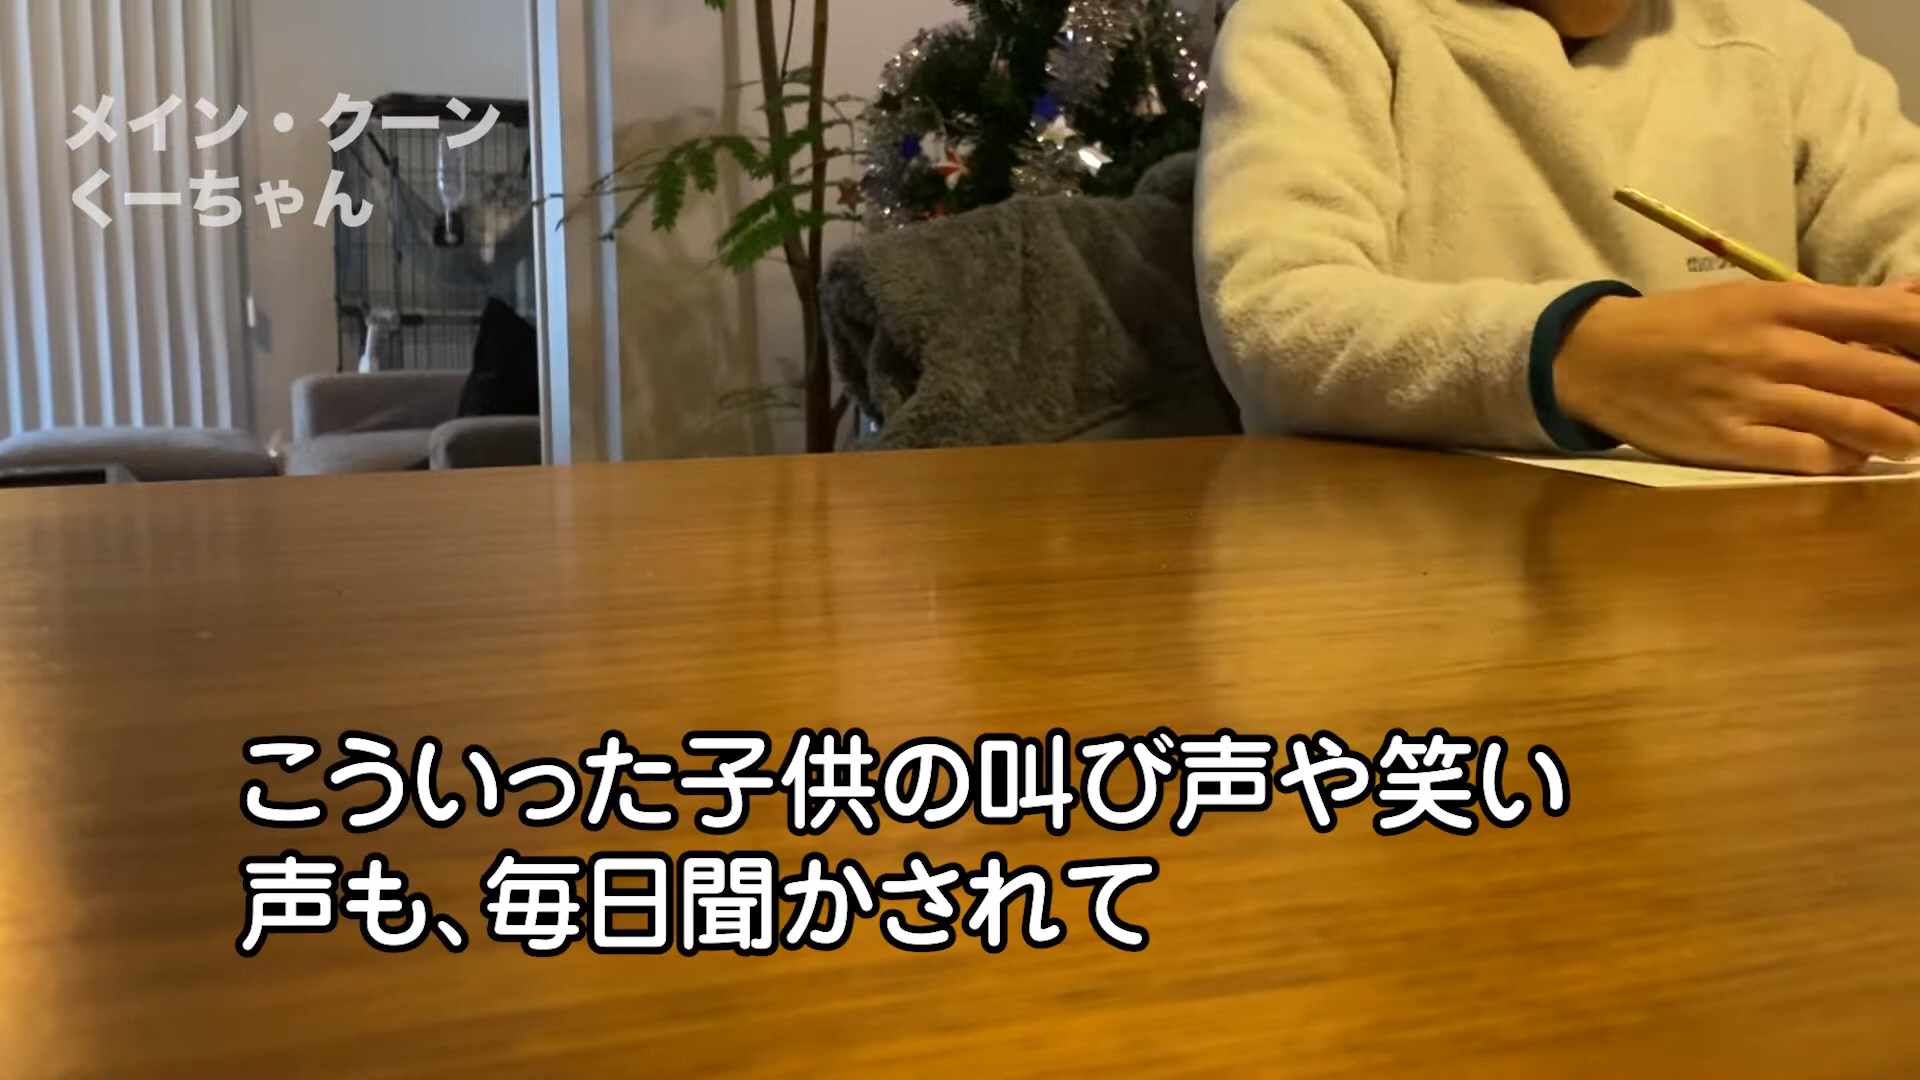 メイン・クーン
くーちゃん
こういった子供の叫び声や笑い
声も、毎日聞かされて